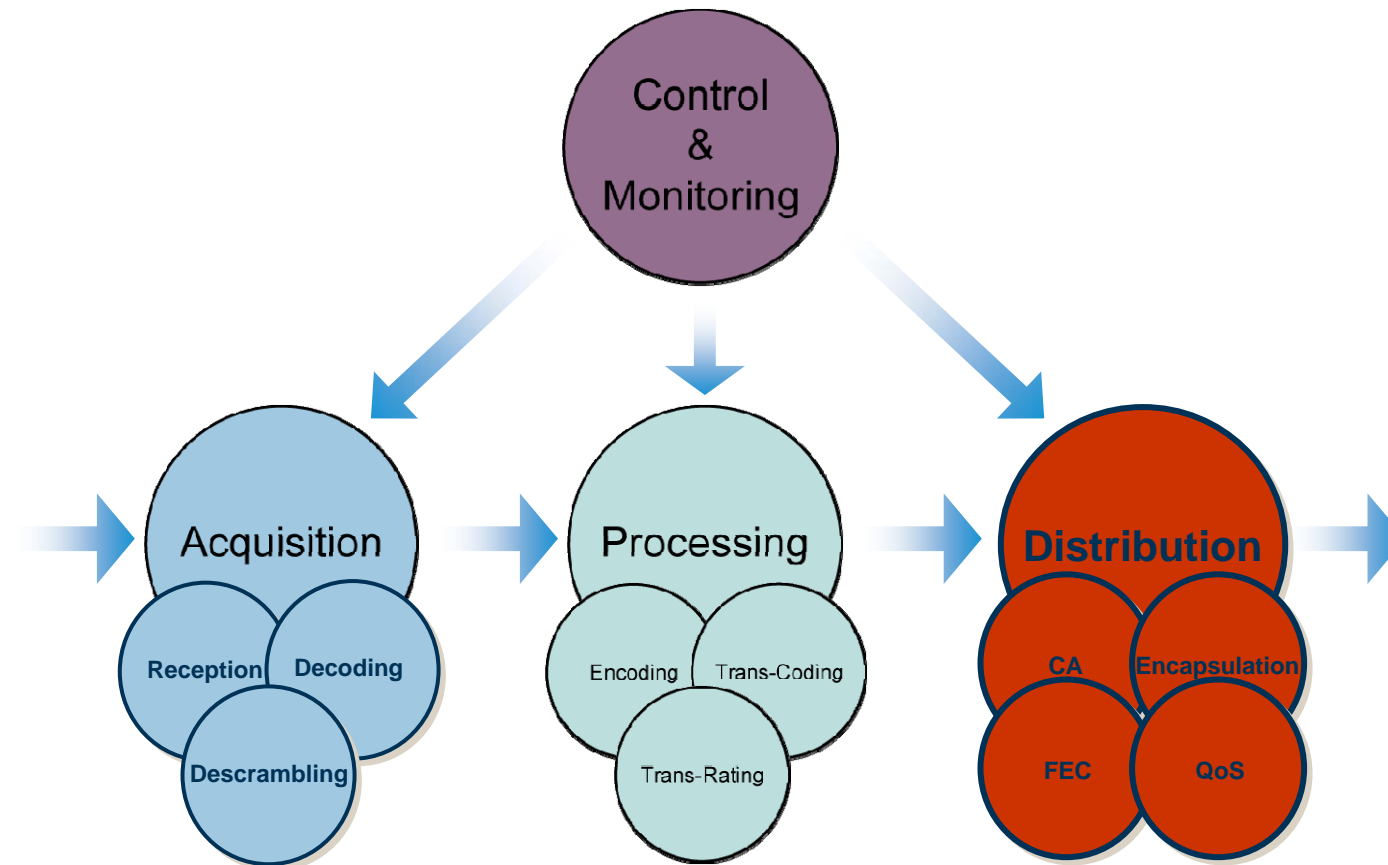 Control
&
Monitoring
Acquisition
Reception
Decoding
Descrambling
Processing
Encoding
Trans-Coding
Trans-Rating
Distribution
CA
Encapsulation
FEC
QoS